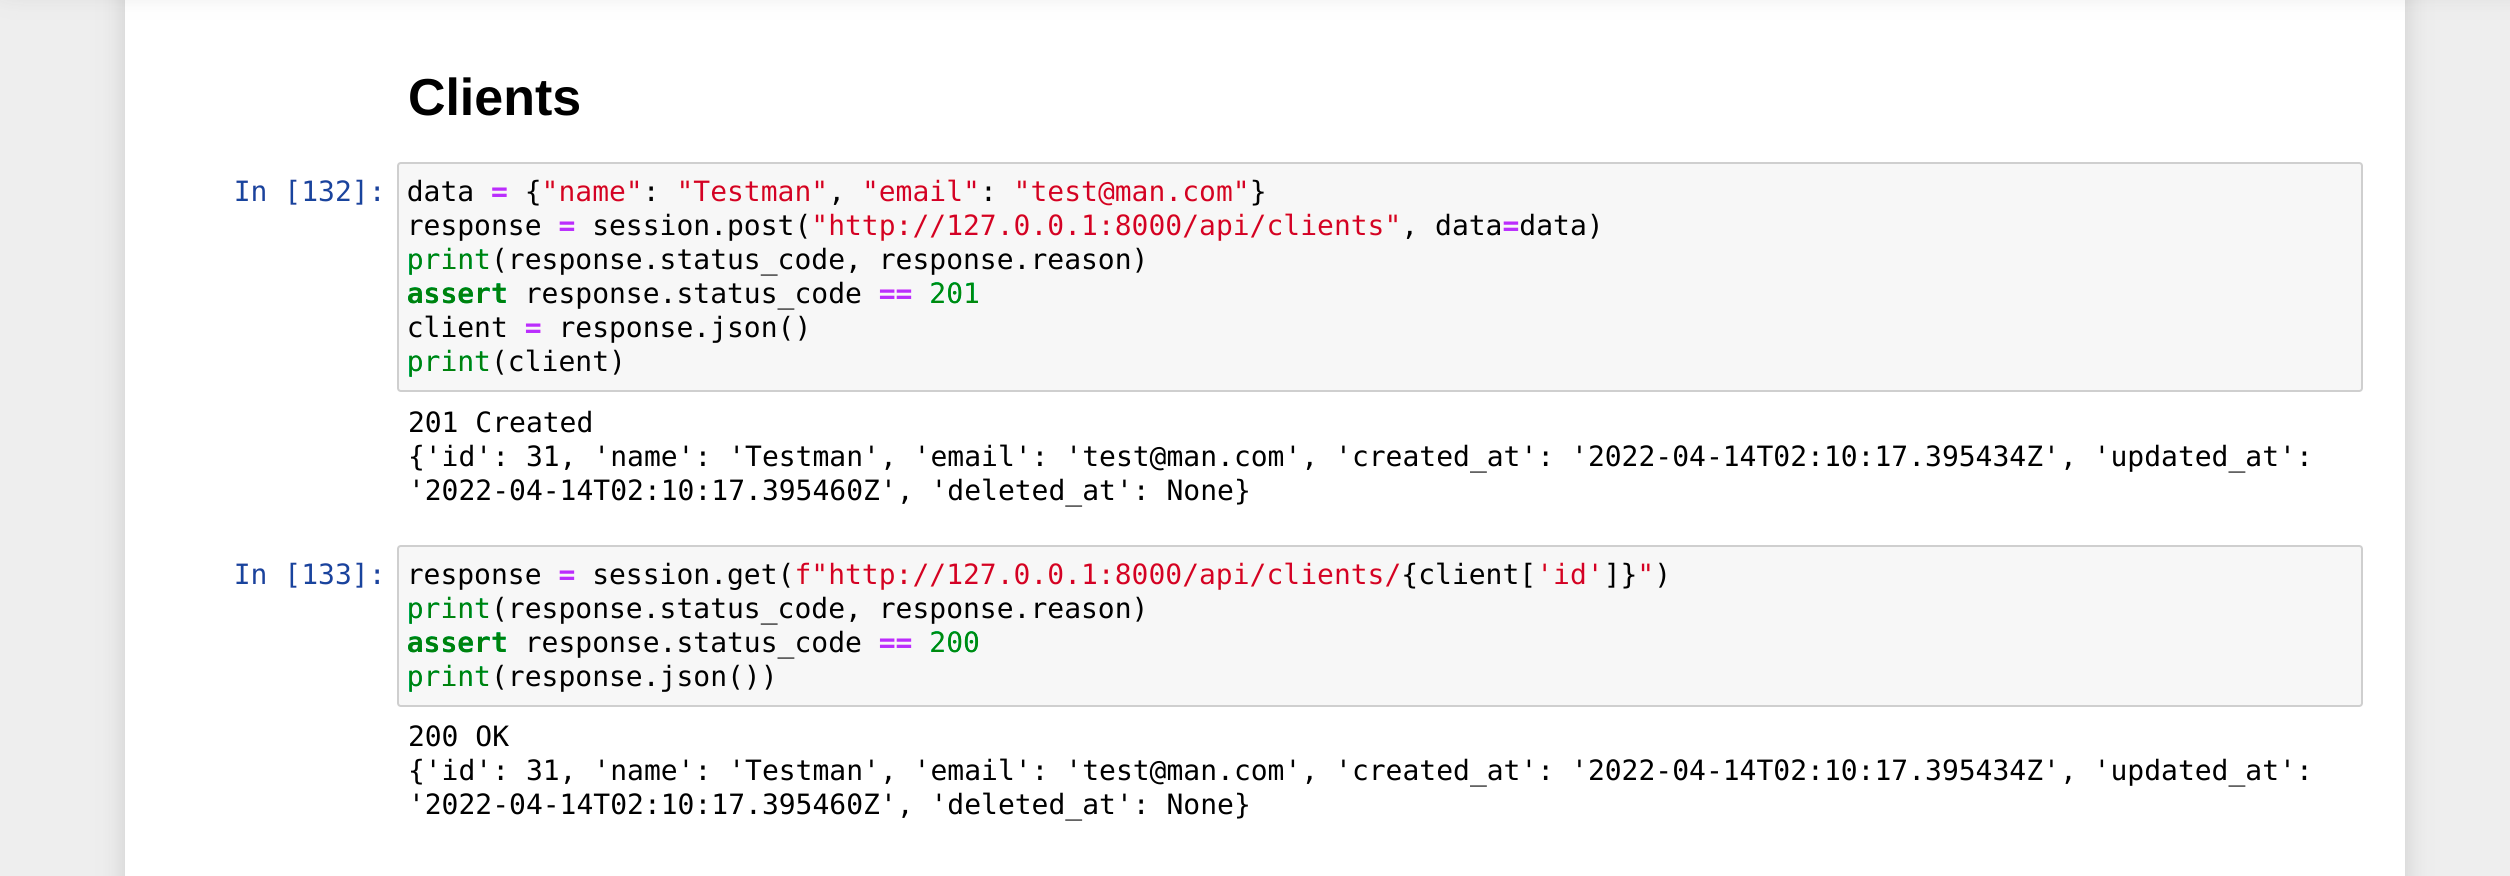 Clients
In [132]:
data = {"name": "Testman", "email": "test@man.com"}
response = session.post("http://127.0.0.1:8000/api/clients", data=data)
print(response.status_code, response.reason)
assert response.status_code == 201
client = response.json()
print(client)
201 Created
{'id': 31, 'name': 'Testman', 'email': 'test@man.com', 'created_at': '2022-04-14T02:10:17.395434Z', 'updated_at':
'2022-04-14T02:10:17.395460Z', 'deleted_at': None}
In [133]:
response = session.get(f"http://127.0.0.1:8000/api/clients/{client['id']}")
print(response.status_code, response.reason)
assert response.status_code == 200
print(response.json())
200 OK
{'id': 31, 'name': 'Testman', 'email': 'test@man.com', 'created_at': '2022-04-14T02:10:17.395434Z', 'updated_at':
'2022-04-14T02:10:17.395460Z', 'deleted_at': None}